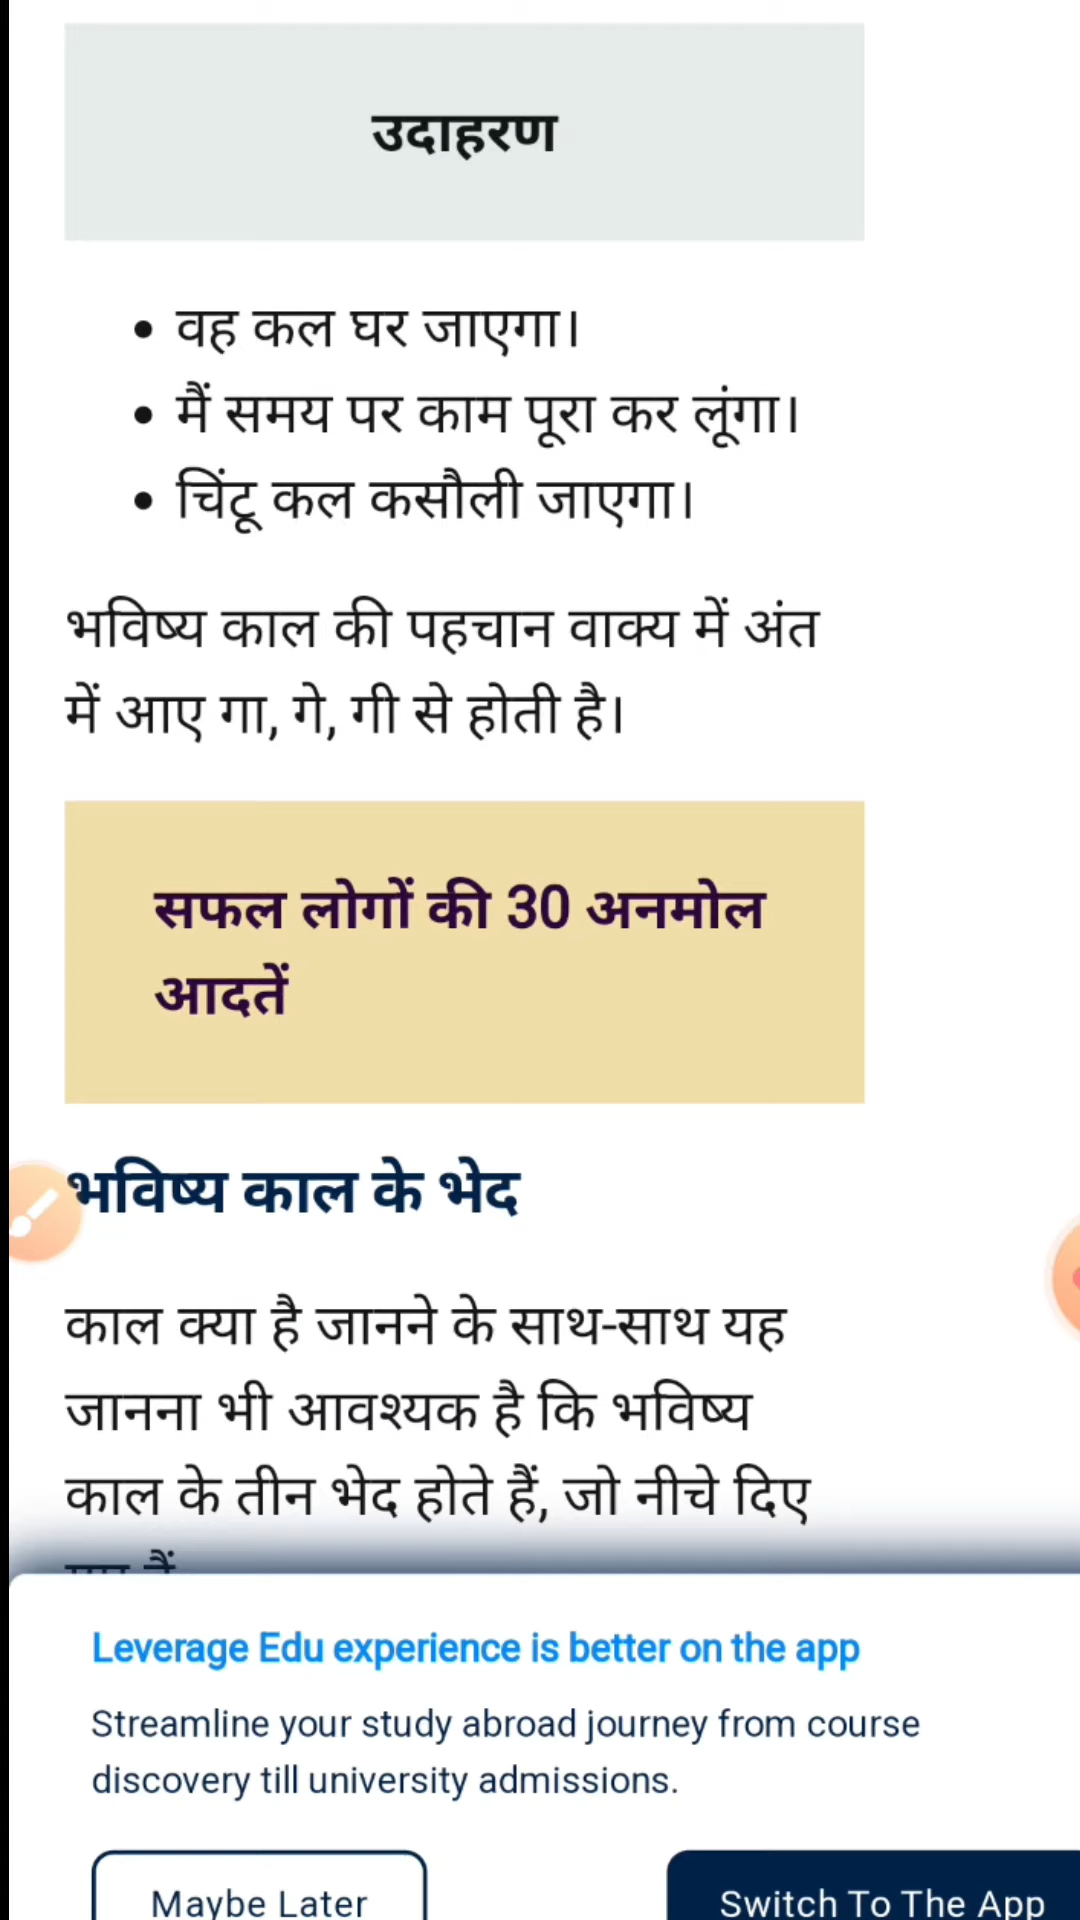 उदाहरण
वह कल घर जाएगा।
मैं समय पर काम पूरा कर लूंगा।
चिंटू कल कसौली जाएगा।
भविष्य काल की पहचान वाक्य में अंत
में आए गा, गे, गी से होती है।
सफल लोगों की 30 अनमोल
आदतें
भविष्य काल के भेद
काल क्या है जानने के साथ-साथ यह
जानना भी आवश्यक है कि भविष्य
काल के तीन भेद होते हैं, जो नीचे दिए
Leverage Edu experience is better on the app
Streamline your study abroad journey from course
discovery till university admissions.
Maybe Later
Switch To The App